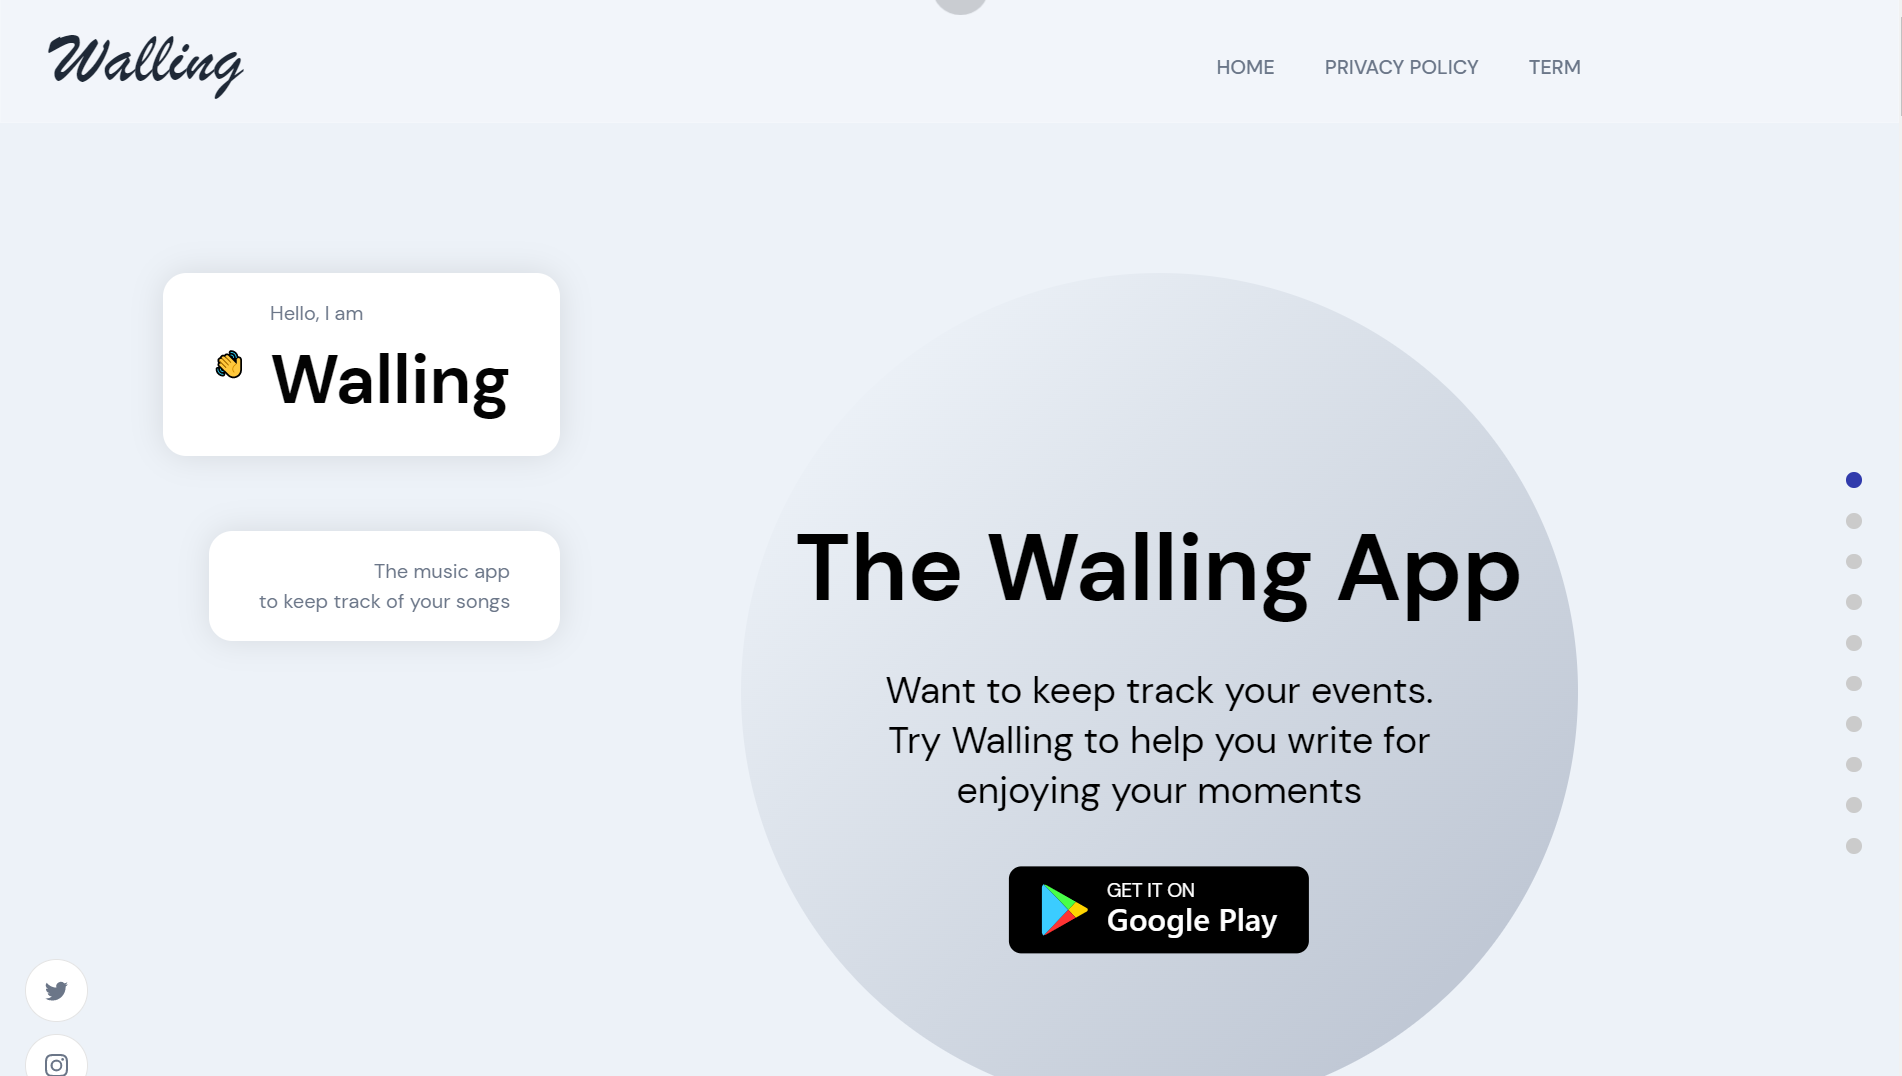 Walling
HOME
PRIVACY POLICY
TERM
Hello, I am
Walling
The music app
to keep track of your songs
The Walling App
Want to keep track your events.
Try Walling to help you write for
enjoying your moments
GET IT ON
Google Play